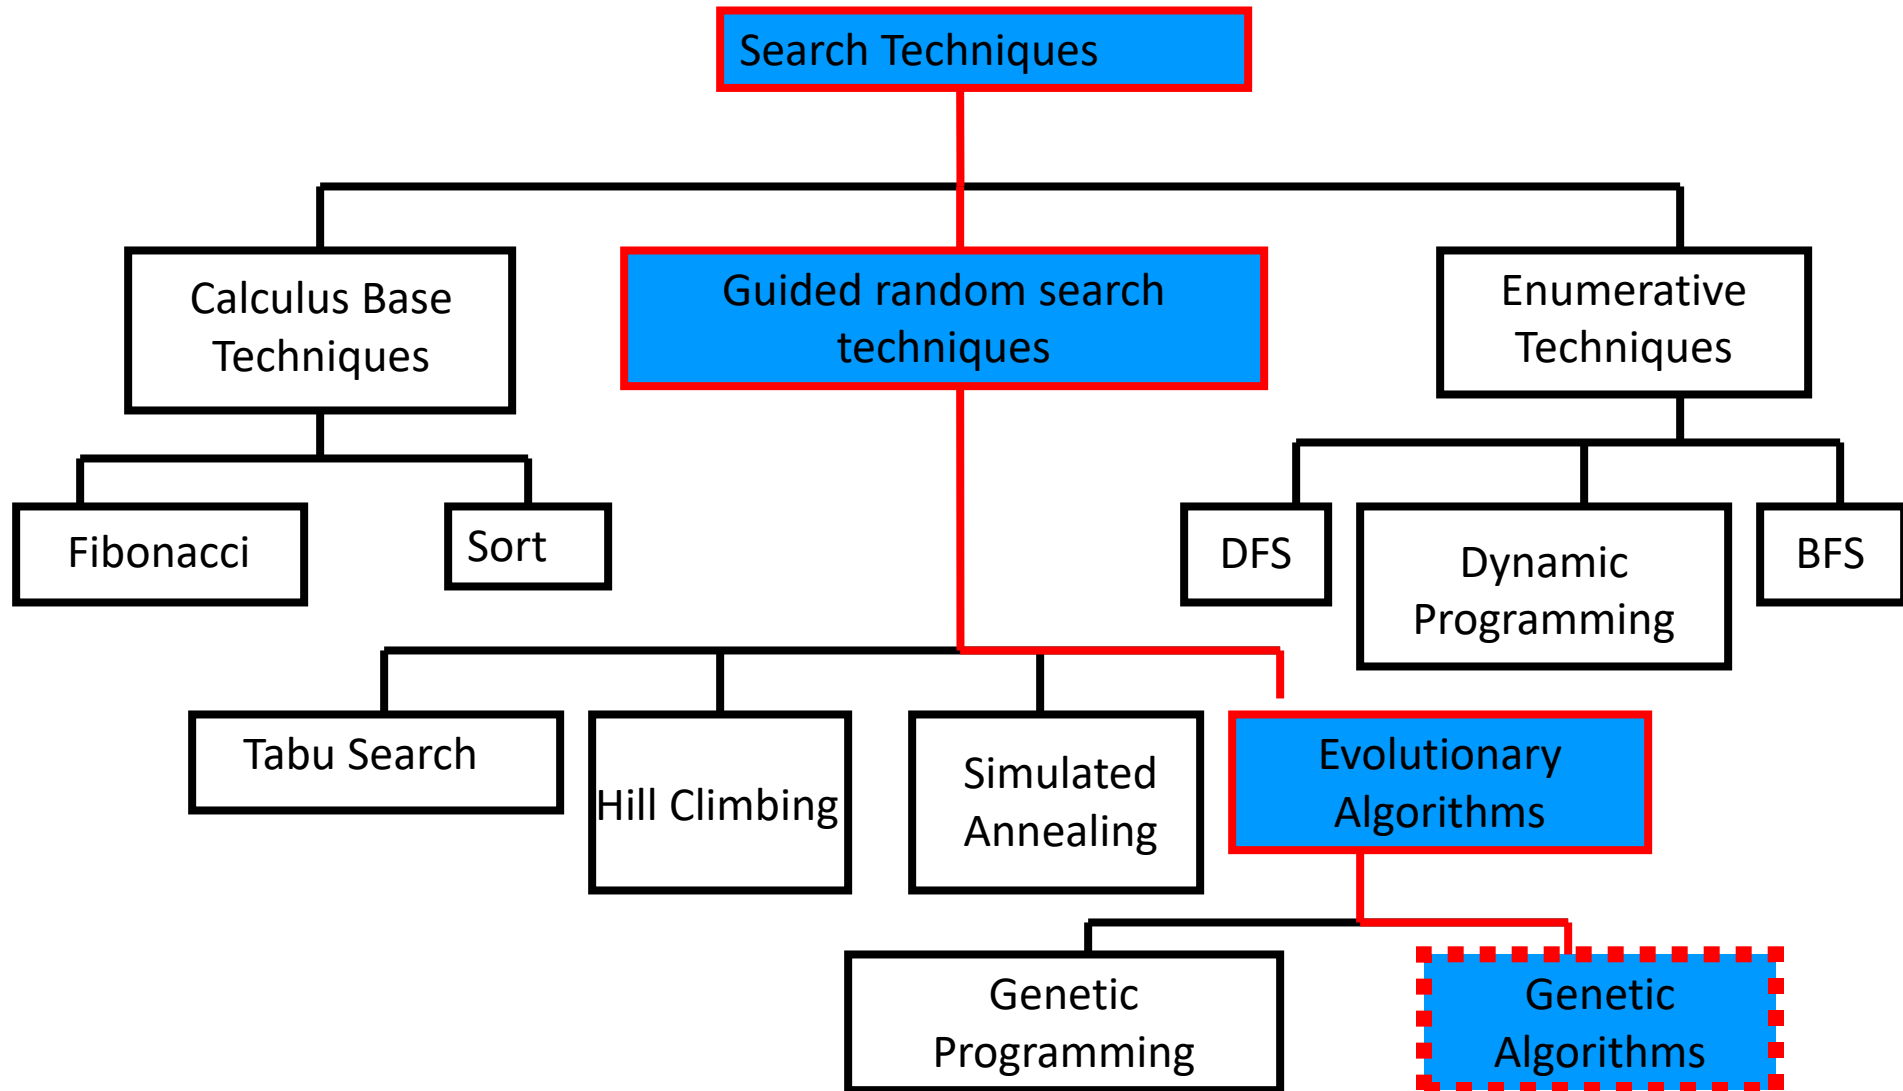 Search Techniques
Calculus Base
Techniques
Guided random search
techniques
Enumerative
Techniques
Fibonacci
Sort
DFS
Dynamic
Programming
BFS
Tabu Search
Hill Climbing
Simulated
Annealing
Evolutionary
Algorithms
Genetic
Programming
Genetic
Algorithms